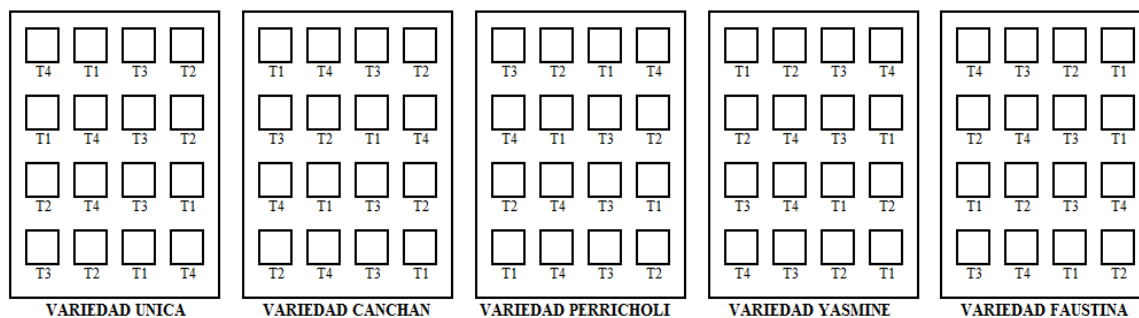 T4 T1 T3 T2 T1 T4 T3 T2 T3 T2 T1 T4 T1 T2 T3 T4 T4 T3 T2 T1
T1 T4 T3 T2 T3 T2 T1 T4 T4 T1 T3 T2 T2 T4 T3 T1 T2 T4 T3 T1
T2 T4 T3 T1 T4 T1 T3 T2 T2 T4 T3 T1 T3 T4 T1 T2 T1 T2 T3 T4
T3 T2 T1 T4 T2 T4 T3 T1 T1 T4 T3 T2 T4 T3 T2 T1 T3 T4 T1 T2
VARIEDAD UNICA VARIEDAD CANCHAN VARIEDAD PERRICHOLI VARIEDAD YASMINE VARIEDAD FAUSTINA